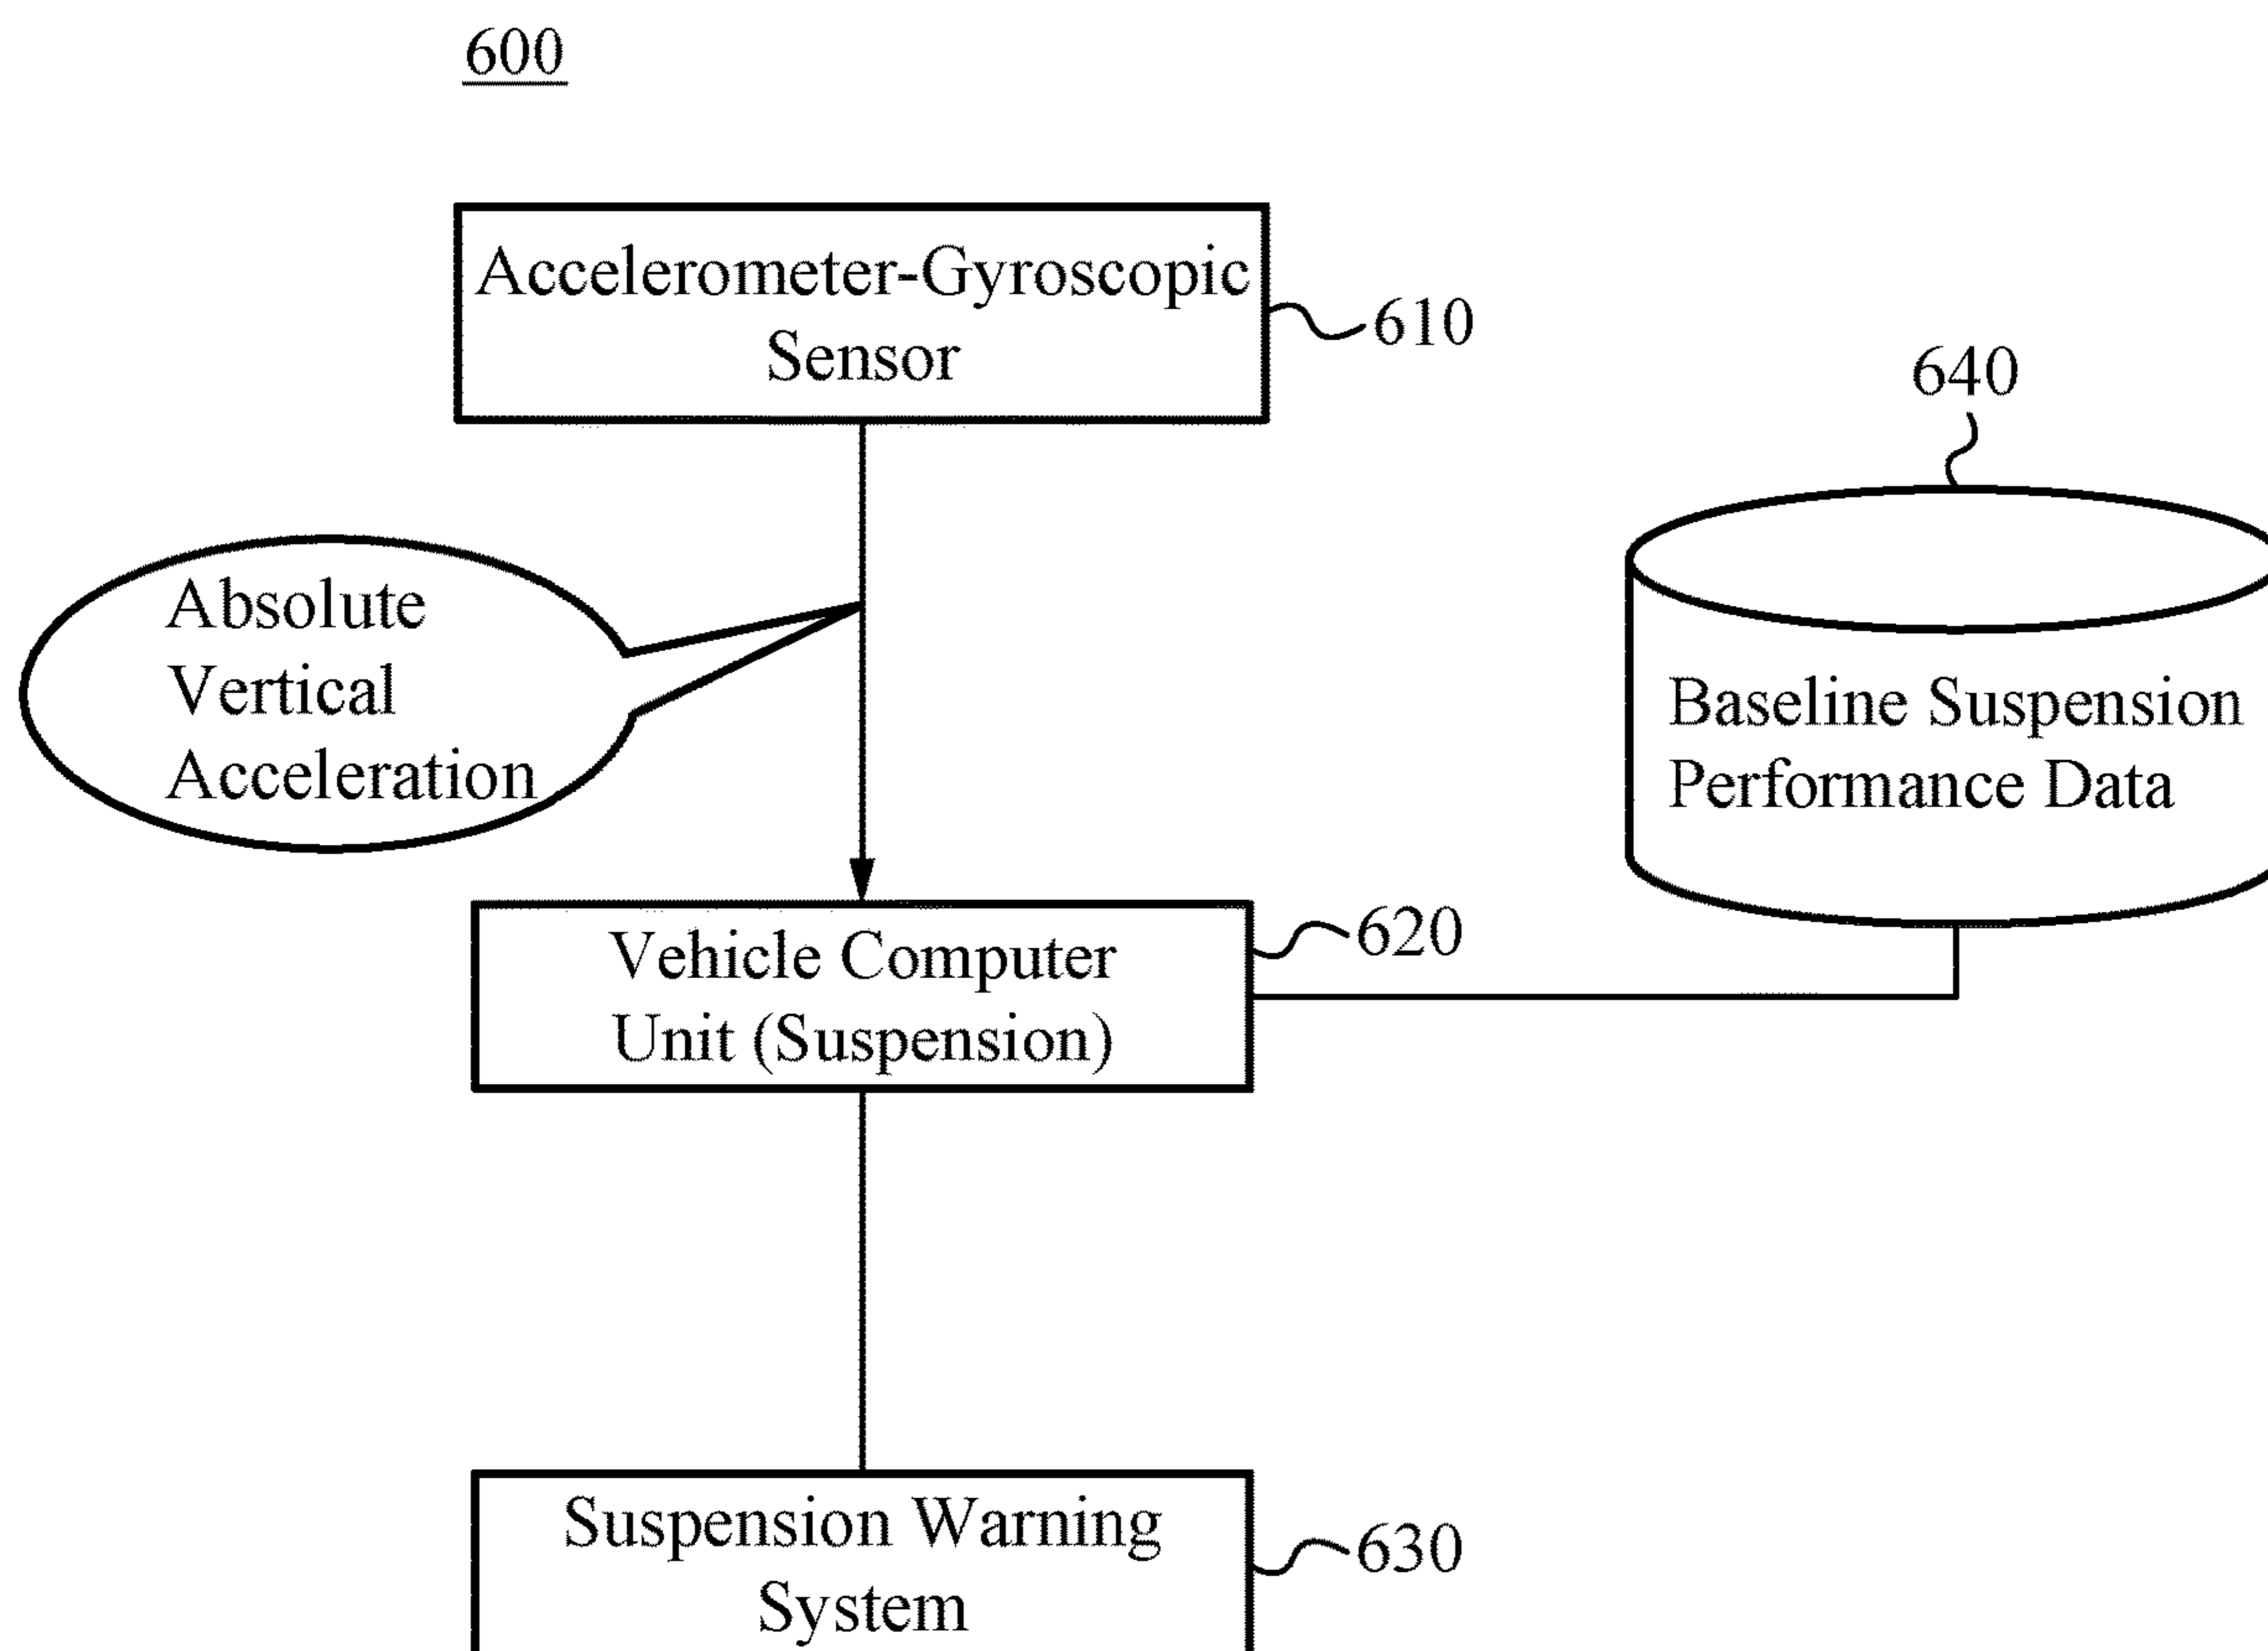 600
Accelerometer-Gyroscopic
Sensor
610
640
Absolute
Vertical
Acceleration
Baseline Suspension
Performance Data
Vehicle Computer
Unit (Suspension)
620
Suspension Warning
System
630